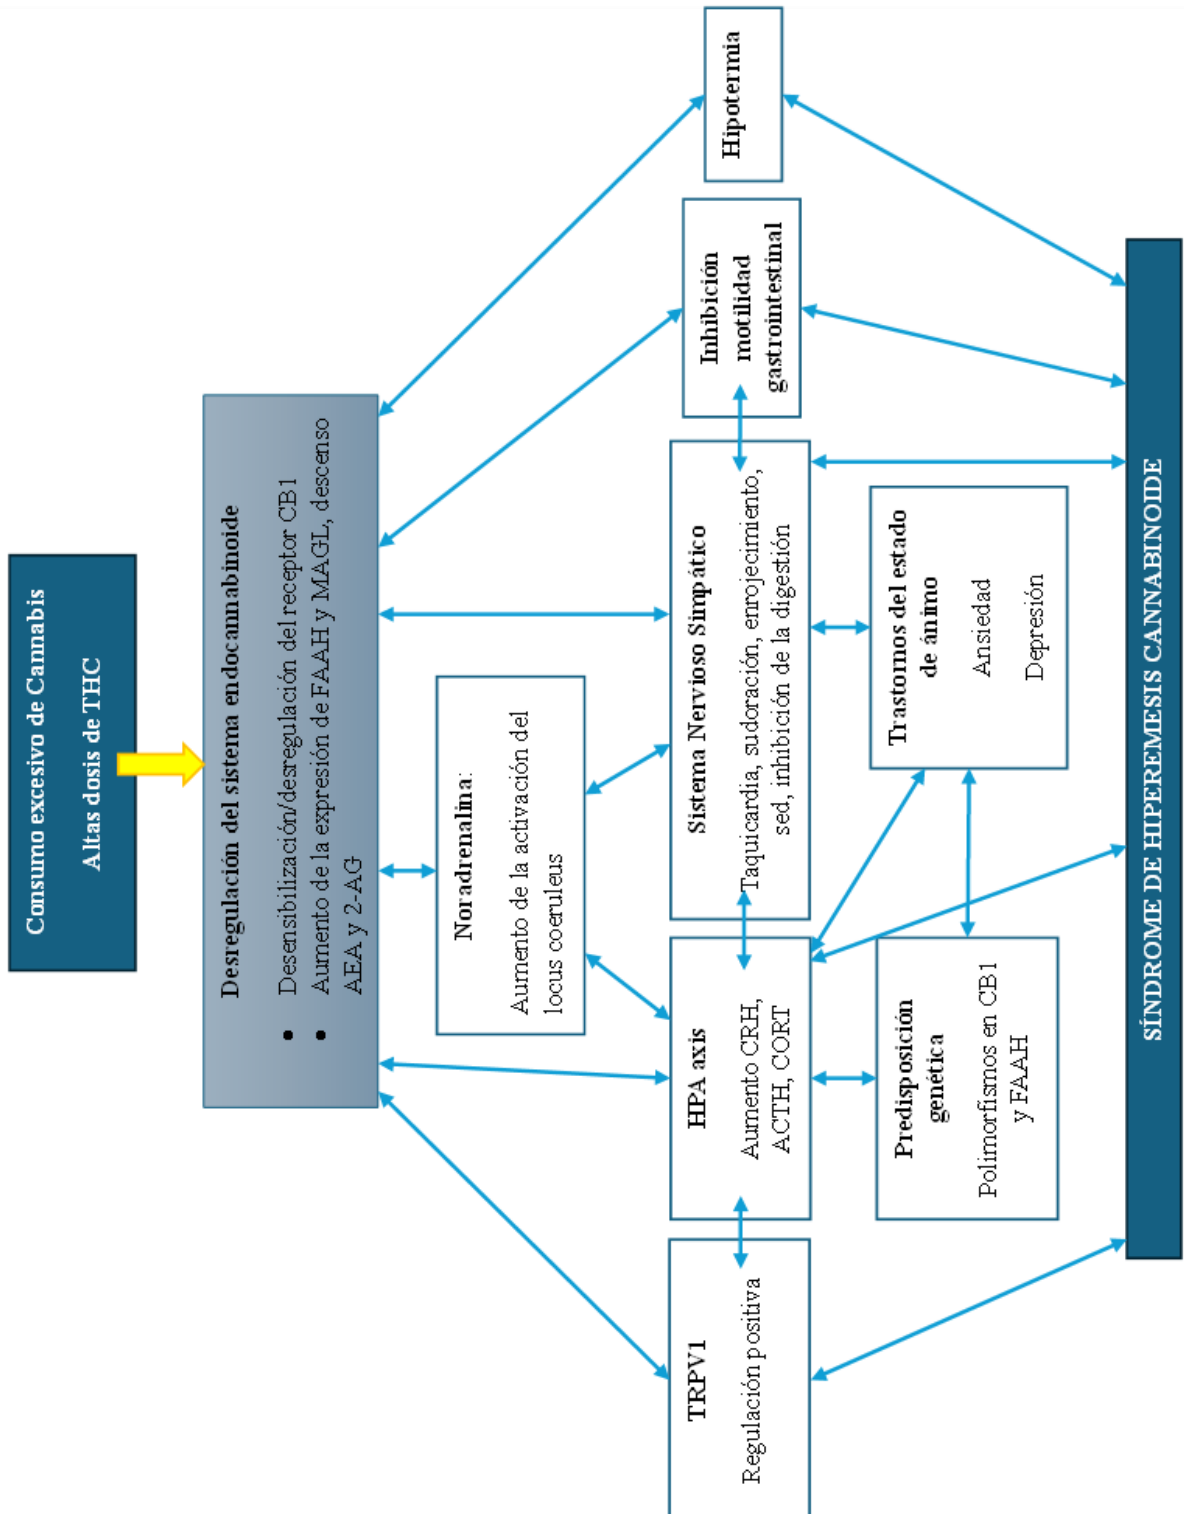 Consumo excesivo de Cannabis
Altas dosis de THC
Desregulación del sistema endocannabinoide
• Desensibilización/desregulación del receptor CB1
• Aumento de la expresión de FAAH y MAGL, descenso
AEA y 2-AG
Noradrenalina:
Aumento de la activación del
locus coeruleus
TRPV1
Regulación positiva
HPA axis
Aumento CRH,
ACTH, CORT
Sistema Nervioso Simpático
Taquicardia, sudoración, enrojecimiento,
sed, inhibición de la digestión
Inhibición
motilidad
gastrointestinal
Hipotermia
Predisposición
genética
Polimorfismos en CB1
y FAAH
Trastornos del estado
de ánimo
Ansiedad
Depresión
SÍNDROME DE HIPEREMESIS CANNABINOIDE